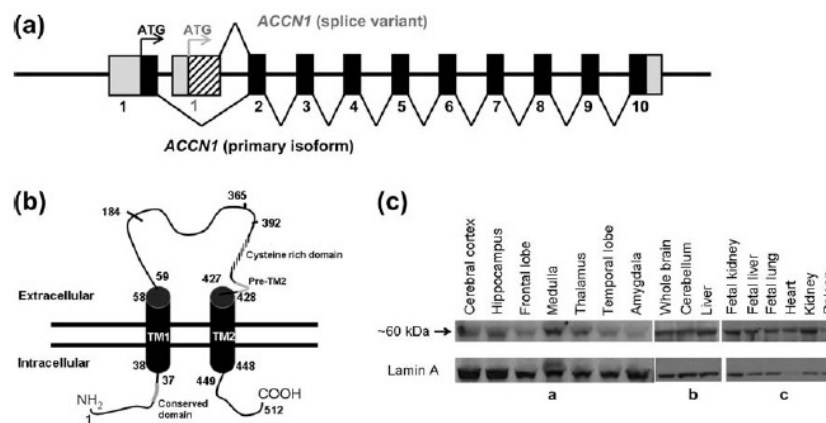 (a)
ATG
ATG
ACCN1 (splice variant)
1 1 2 3 4 5 6 7 8 9 10
ACCN1 (primary isoform)
(b)
184
365
392
Cysteine rich domain
59
427
Pre-TM2
Extracellular
58
428
TM1
TM2
Intracellular
38
448
37
449
NH2
1
Conserved
domain
COOH
512
(c)
Cerebral cortex
Hippocampus
Frontal lobe
Medulla
Thalamus
Temporal lobe
Amygdala
Whole brain
Cerebellum
Liver
Fetal kidney
Fetal liver
Fetal lung
Heart
Kidney
~60 kDa
Lamin A
a b c